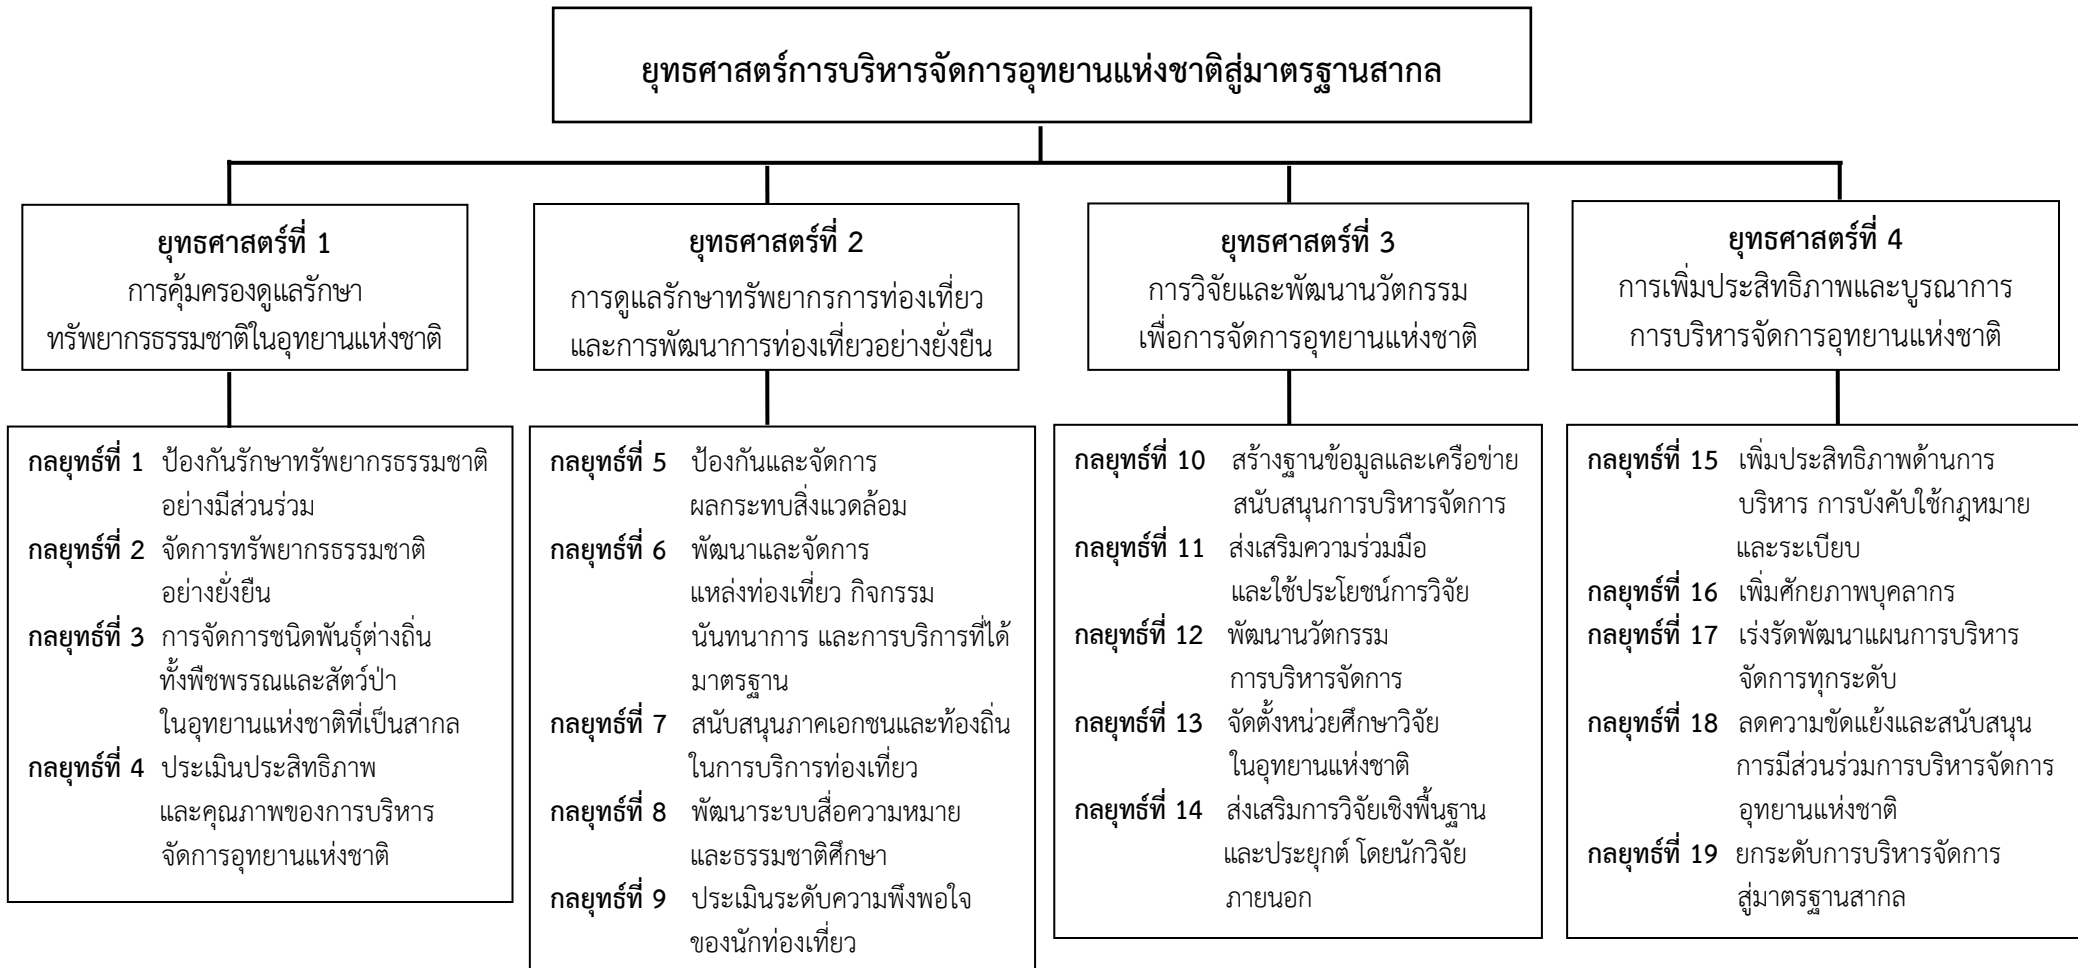 ยุทธศาสตร์การบริหารจัดการอุทยานแห่งชาติสู่มาตรฐานสากล
ยุทธศาสตร์ที่ 1
การคุ้มครองดูแลรักษา
ทรัพยากรธรรมชาติในอุทยานแห่งชาติ
กลยุทธ์ที่ 1 ป้องกันรักษาทรัพยากรธรรมชาติ
อย่างมีส่วนร่วม
กลยุทธ์ที่ 2 จัดการทรัพยากรธรรมชาติ
อย่างยั่งยืน
กลยุทธ์ที่ 3 การจัดการชนิดพันธุ์ต่างถิ่น
ทั้งพืชพรรณและสัตว์ป่า
ในอุทยานแห่งชาติที่เป็นสากล
กลยุทธ์ที่ 4 ประเมินประสิทธิภาพ
และคุณภาพของการบริหาร
จัดการอุทยานแห่งชาติ
ยุทธศาสตร์ที่ 2
การดูแลรักษาทรัพยากรการท่องเที่ยว
และการพัฒนาการท่องเที่ยวอย่างยั่งยืน
กลยุทธ์ที่ 5 ป้องกันและจัดการ
ผลกระทบสิ่งแวดล้อม
กลยุทธ์ที่ 6 พัฒนาและจัดการ
แหล่งท่องเที่ยว กิจกรรม
นันทนาการ และการบริการที่ได้
มาตรฐาน
กลยุทธ์ที่ 7 สนับสนุนภาคเอกชนและท้องถิ่น
ในการบริการท่องเที่ยว
กลยุทธ์ที่ 8 พัฒนาระบบสื่อความหมาย
และธรรมชาติศึกษา
กลยุทธ์ที่ 9 ประเมินระดับความพึงพอใจ
ของนักท่องเที่ยว
ยุทธศาสตร์ที่ 3
การวิจัยและพัฒนานวัตกรรม
เพื่อการจัดการอุทยานแห่งชาติ
กลยุทธ์ที่ 10 สร้างฐานข้อมูลและเครือข่าย
สนับสนุนการบริหารจัดการ
กลยุทธ์ที่ 11 ส่งเสริมความร่วมมือ
และใช้ประโยชน์การวิจัย
กลยุทธ์ที่ 12 พัฒนานวัตกรรม
การบริหารจัดการ
กลยุทธ์ที่ 13 จัดตั้งหน่วยศึกษาวิจัย
ในอุทยานแห่งชาติ
กลยุทธ์ที่ 14 ส่งเสริมการวิจัยเชิงพื้นฐาน
และประยุกต์ โดยนักวิจัย
ภายนอก
ยุทธศาสตร์ที่ 4
การเพิ่มประสิทธิภาพและบูรณาการ
การบริหารจัดการอุทยานแห่งชาติ
กลยุทธ์ที่ 15 เพิ่มประสิทธิภาพด้านการ
บริหาร การบังคับใช้กฎหมาย
และระเบียบ
กลยุทธ์ที่ 16 เพิ่มศักยภาพบุคลากร
กลยุทธ์ที่ 17 เร่งรัดพัฒนาแผนการบริหาร
จัดการทุกระดับ
กลยุทธ์ที่ 18 ลดความขัดแย้งและสนับสนุน
การมีส่วนร่วมการบริหารจัดการ
อุทยานแห่งชาติ
กลยุทธ์ที่ 19 ยกระดับการบริหารจัดการ
สู่มาตรฐานสากล